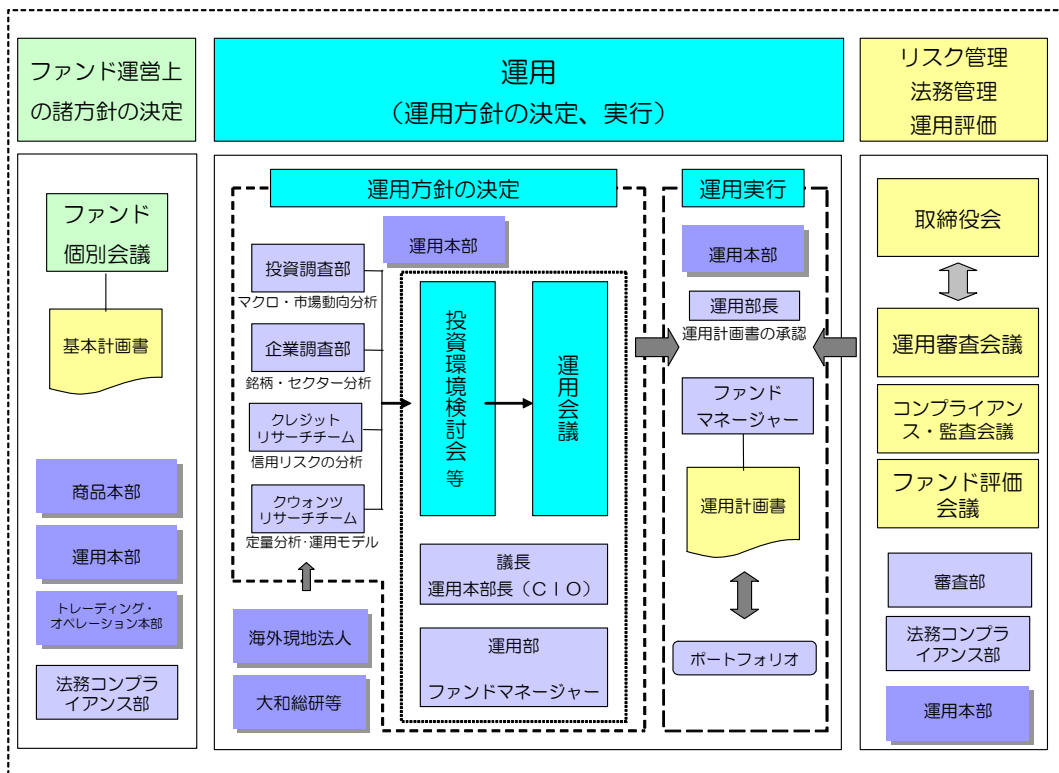 ファンド運営上
の諸方針の決定
運用
（運用方針の決定、実行）
リスク管理
法務管理
運用評価
ファンド
個別会議
基本計画書
商品本部
運用本部
トレーディング・
オペレーション本部
法務コンプラ
イアンス部
運用方針の決定
運用本部
投資調査部
マクロ・市場動向分析
企業調査部
銘柄・セクター分析
クレジット
リサーチチーム
信用リスクの分析
クウォンツ
リサーチチーム
定量分析・運用モデル
海外現地法人
大和総研等
投資環境検討会等
運用会議
議長
運用本部長（ＣＩＯ）
運用部
ファンドマネージャー
運用実行
運用本部
運用部長
運用計画書の承認
ファンド
マネージャー
運用計画書
ポートフォリオ
取締役会
運用審査会議
コンプライアン
ス・監査会議
ファンド評価
会議
審査部
法務コンプラ
イアンス部
運用本部